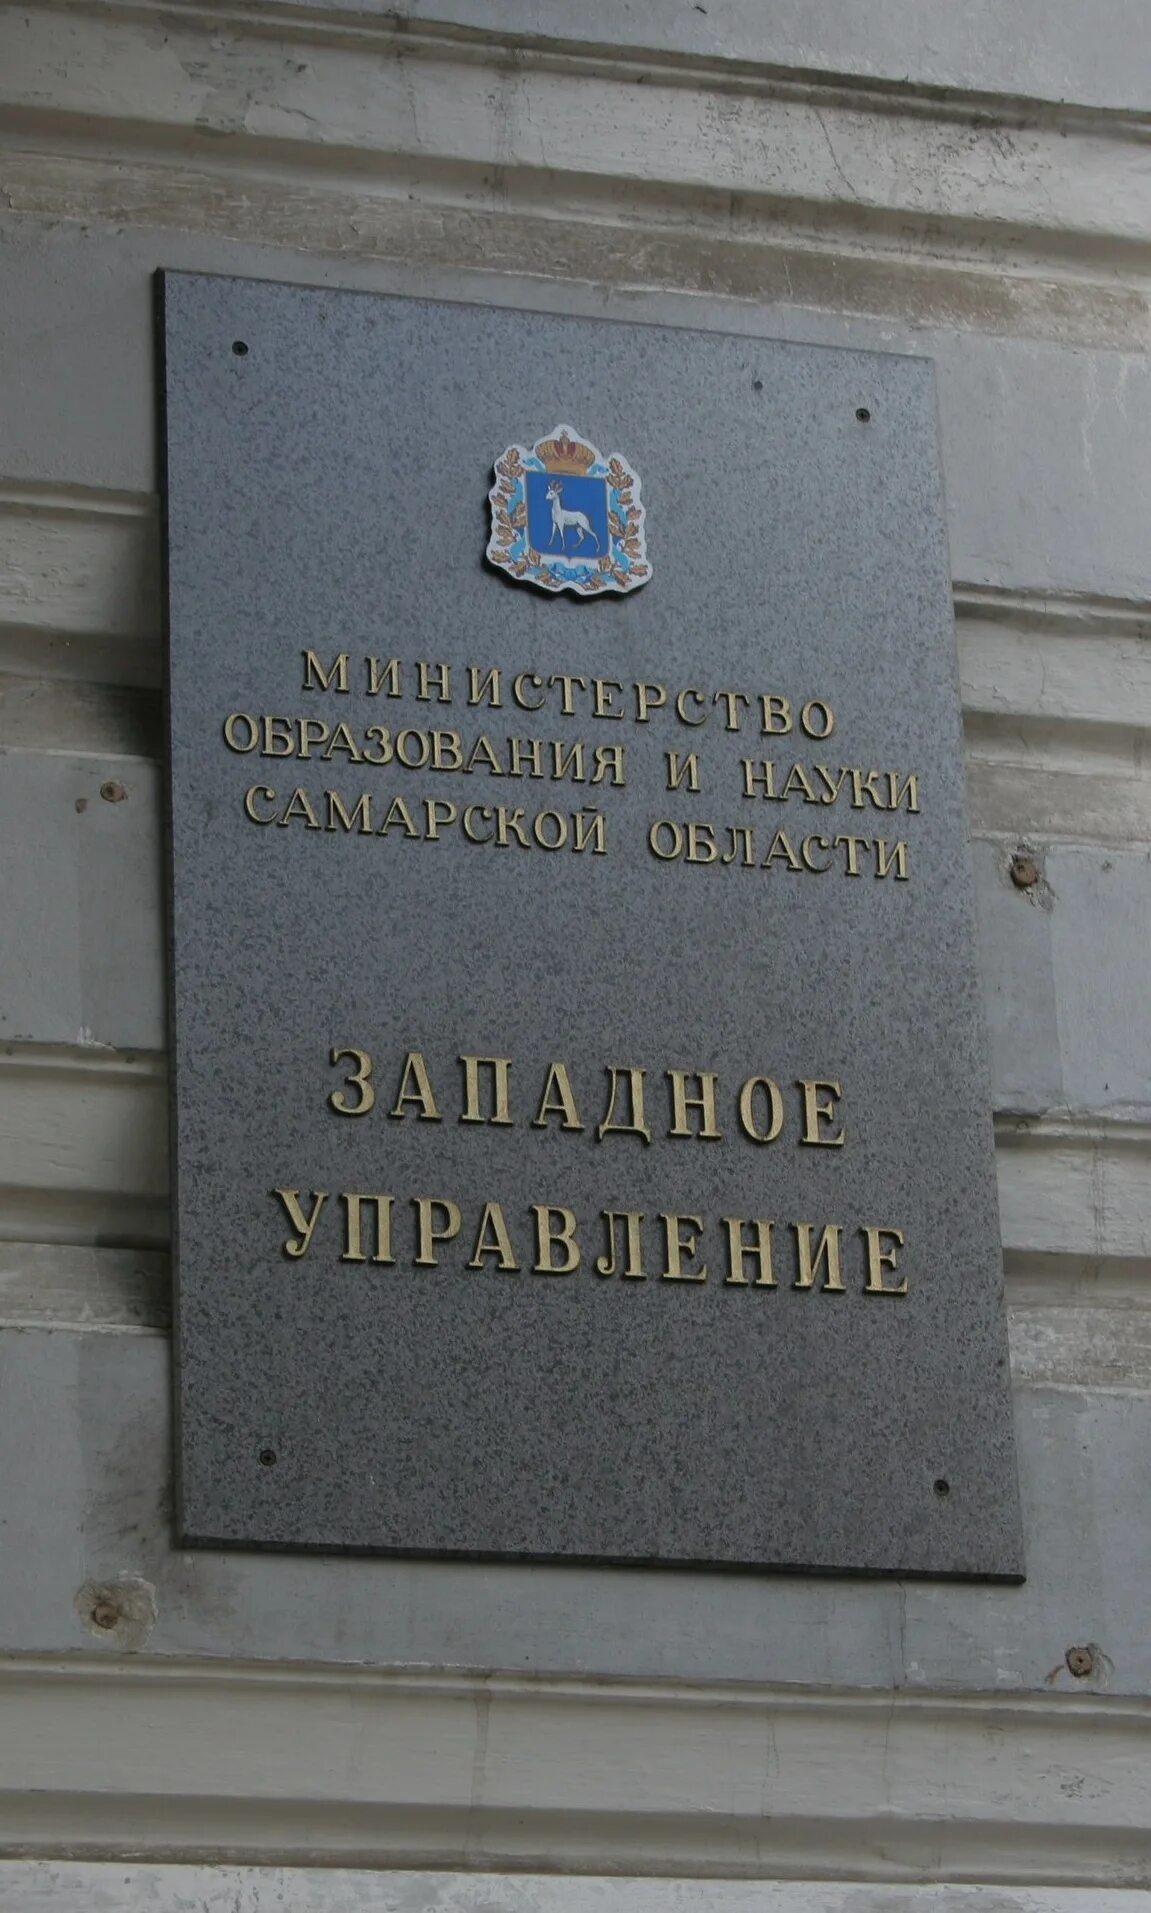 МИНИСТЕРСТВО
ОБРАЗОВАНИЯ И НАУКИ
САМАРСКОЙ ОБЛАСТИ
ЗАПАДНОЕ
УПРАВЛЕНИЕ